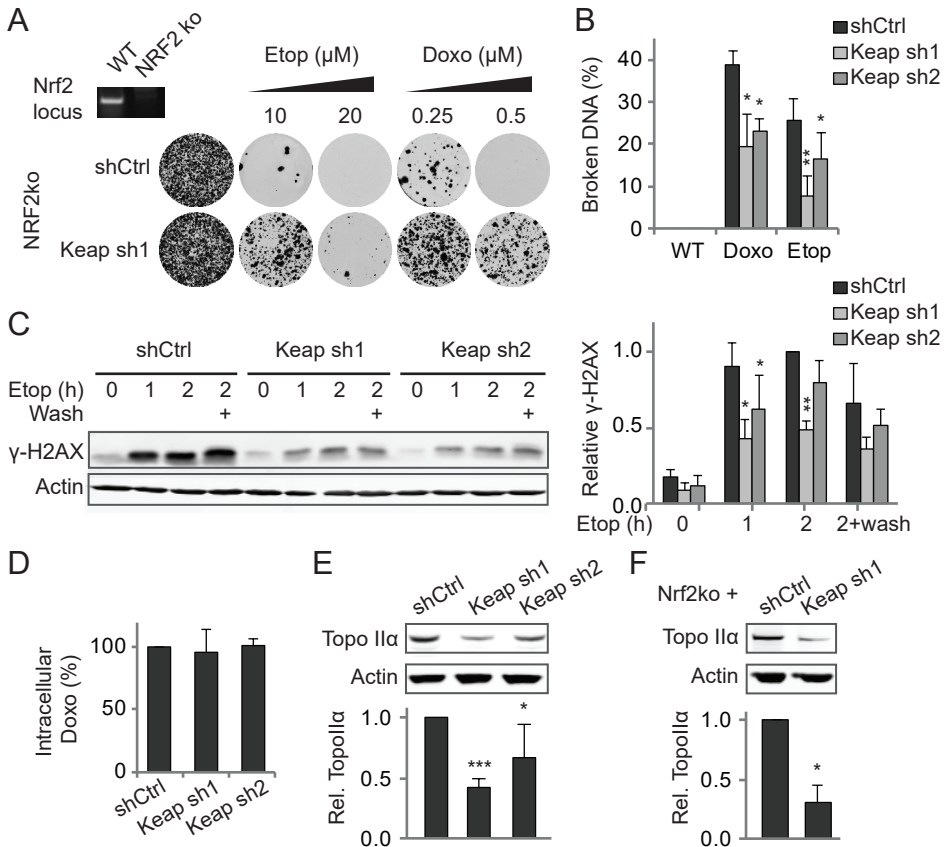 A
WT
NRF2 ko
Nrf2
locus
Etop (µM)
Doxo (µM)
10
20
0.25
0.5
NRF2ko
shCtrl
Keap sh1
B
shCtrl
Keap sh1
Keap sh2
Broken DNA (%)
40
30
20
10
0
*
*
**
*
WT
Doxo
Etop
C
shCtrl
Keap sh1
Keap sh2
Etop (h)
0
1
2
2
0
1
2
2
0
1
2
2
Wash
+
+
+
γ-H2AX
Actin
shCtrl
Keap sh1
Keap sh2
Relative γ-H2AX
1.0
0.5
0.0
*
*
**
Etop (h)
0
1
2
2+wash
D
Intracellular
Doxo (%)
100
50
0
shCtrl
Keap sh1
Keap sh2
E
shCtrl
Keap sh1
Keap sh2
Topo IIα
Actin
Rel. TopoIIα
1.0
0.5
0.0
***
*
F
Nrf2ko +
shCtrl
Keap sh1
Topo IIα
Actin
Rel. TopoIIα
1.0
0.5
0.0
*